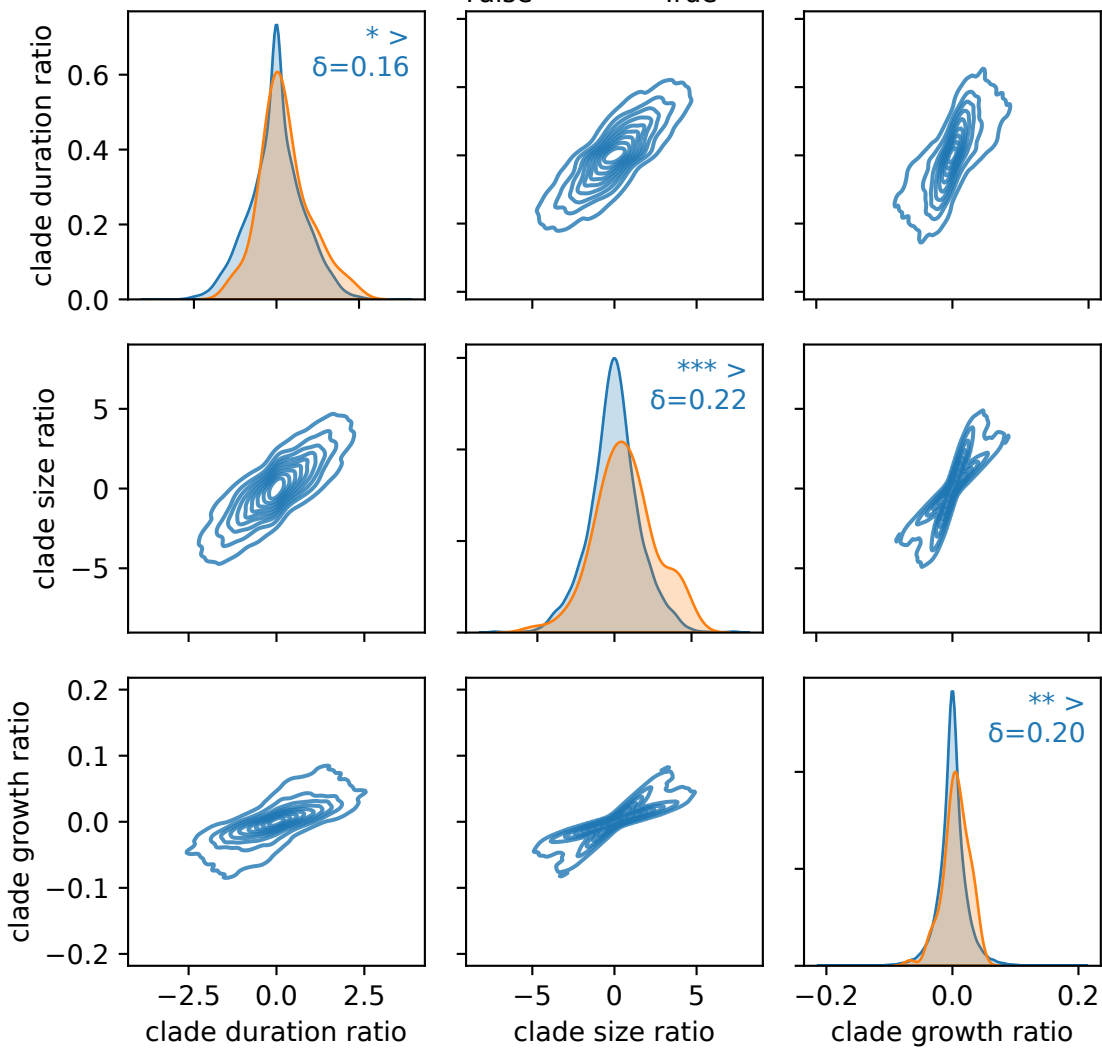 False True
clade duration ratio
0.6
0.4
0.2
0.0
* >
δ=0.16
clade size ratio
5
0
−5
*** >
δ=0.22
clade growth ratio
0.2
0.1
0.0
−0.1
−0.2
** >
δ=0.20
−2.5 0.0 2.5
−5 0 5
−0.2 0.0 0.2
clade duration ratio
clade size ratio
clade growth ratio